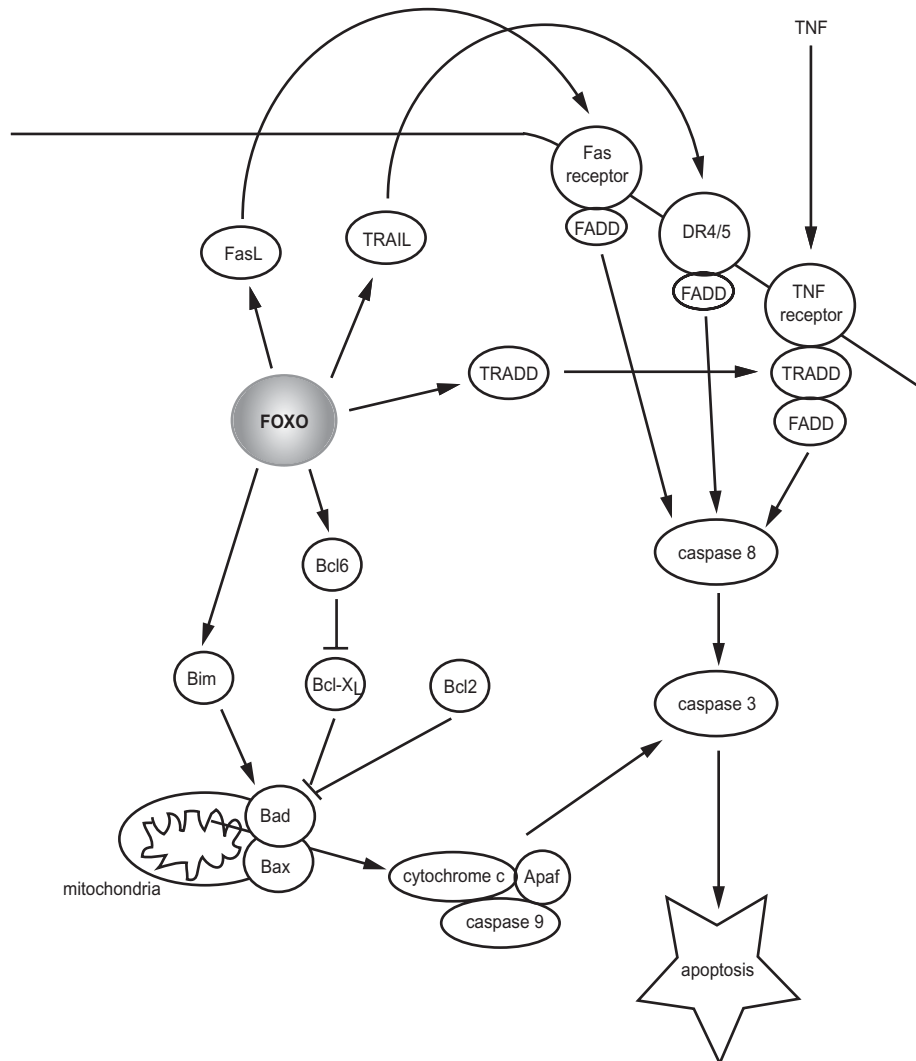 TNF
Fas
receptor
FADD
TRAIL
FasL
DR4/5
FADD
TNF
receptor
TRADD
TRADD
FOXO
FADD
caspase 8
Bcl6
Bim
Bcl-XL
Bcl2
caspase 3
Bad
Bax
mitochondria
cytochrome c
Apaf
caspase 9
apoptosis